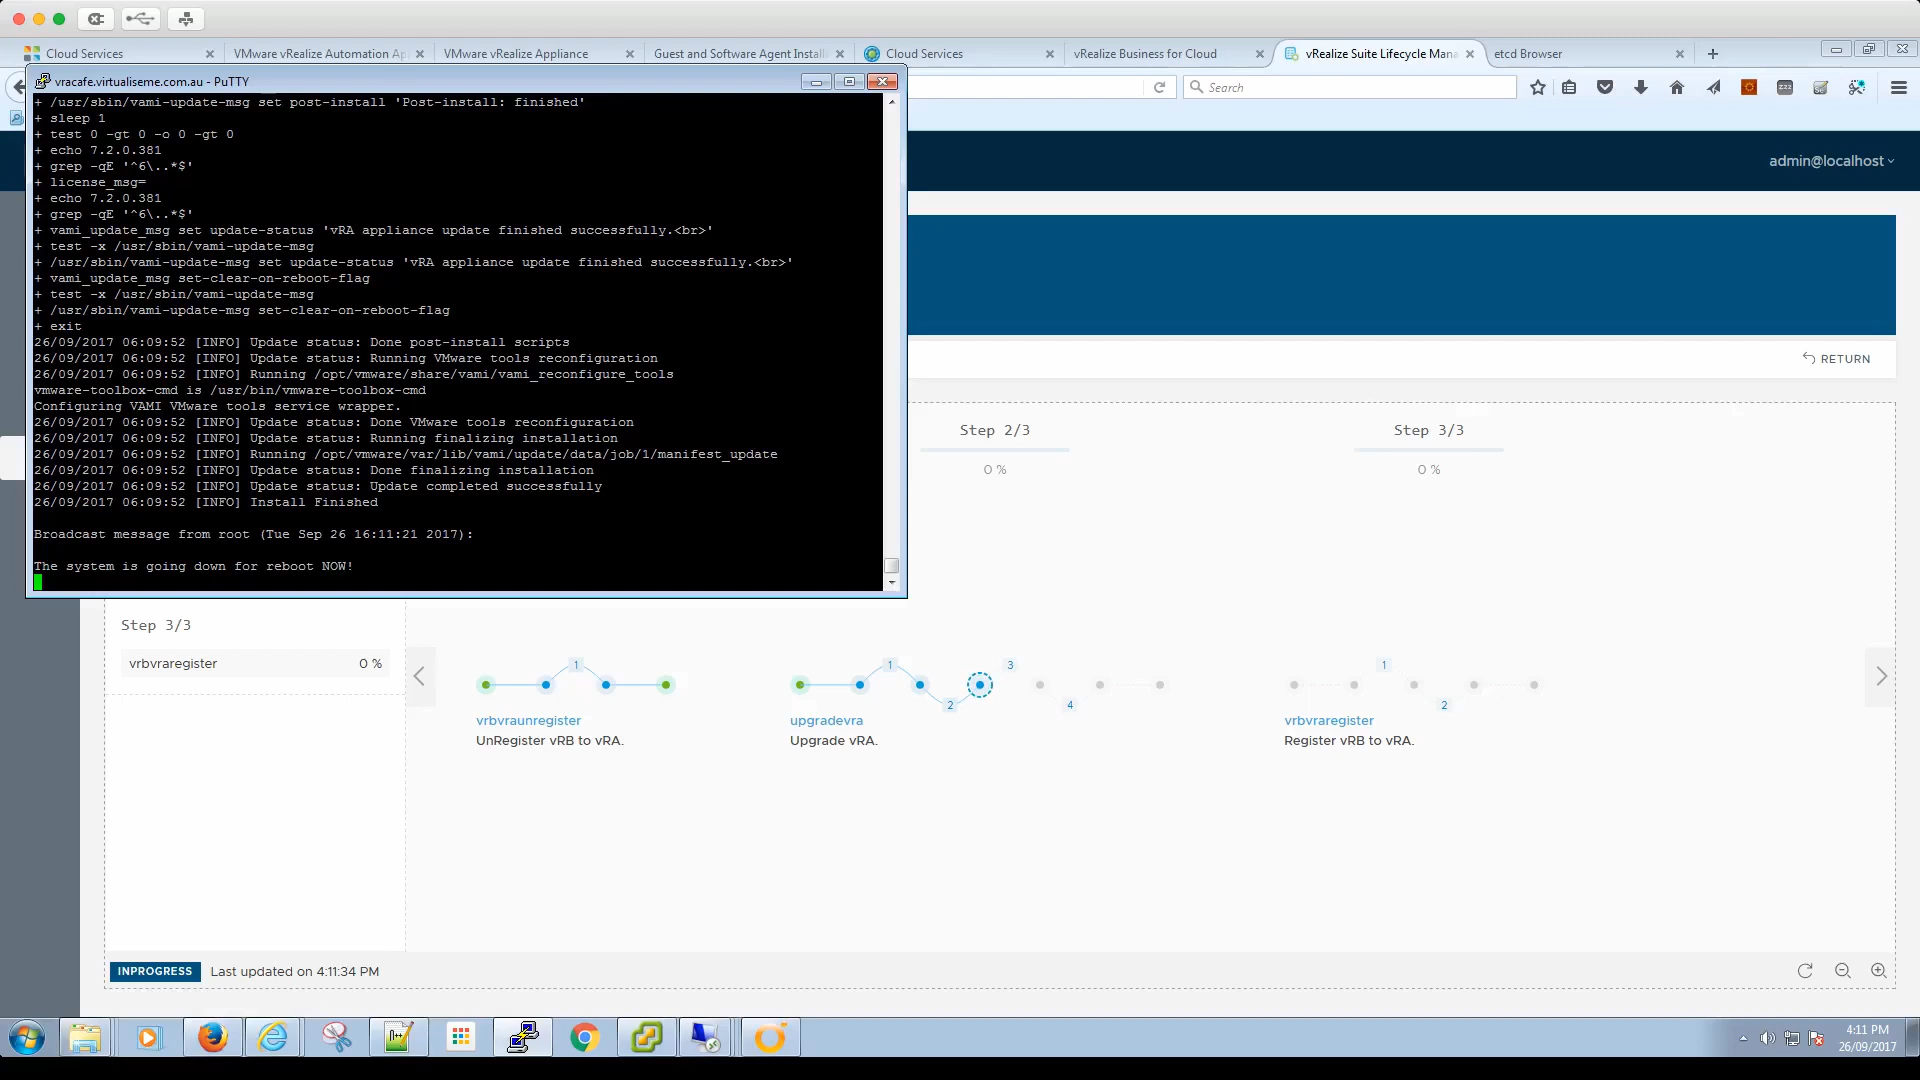 Cloud Services
VMware vRealize Automation Ap
VMware vRealize Appliance
Guest and Software Agent Install
Cloud Services
vRealize Business for Cloud
vRealize Suite Lifecycle Mana
etcd Browser
vracafe.virtualiseme.com.au - PuTTY
Search
admin@localhost
+ /usr/sbin/vami-update-msg set post-install 'Post-install: finished'
+ sleep 1
+ test 0 -gt 0 -o 0 -gt 0
+ echo 7.2.0.381
+ grep -qE '^6\..*$'
+ license_msg=
+ echo 7.2.0.381
+ grep -qE '^6\..*$'
+ vami_update_msg set update-status 'vRA appliance update finished successfully.<br>'
+ test -x /usr/sbin/vami-update-msg
+ /usr/sbin/vami-update-msg set update-status 'vRA appliance update finished successfully.<br>'
+ vami_update_msg set-clear-on-reboot-flag
+ test -x /usr/sbin/vami-update-msg
+ /usr/sbin/vami-update-msg set-clear-on-reboot-flag
+ exit
26/09/2017 06:09:52 [INFO] Update status: Done post-install scripts
26/09/2017 06:09:52 [INFO] Update status: Running VMware tools reconfiguration
26/09/2017 06:09:52 [INFO] Running /opt/vmware/share/vami/vami_reconfigure_tools
vmware-toolbox-cmd is /usr/bin/vmware-toolbox-cmd
Configuring VAMI VMware tools service wrapper.
26/09/2017 06:09:52 [INFO] Update status: Done VMware tools reconfiguration
26/09/2017 06:09:52 [INFO] Update status: Running finalizing installation
26/09/2017 06:09:52 [INFO] Running /opt/vmware/var/lib/vami/update/data/job/1/manifest_update
26/09/2017 06:09:52 [INFO] Update status: Done finalizing installation
26/09/2017 06:09:52 [INFO] Update status: Update completed successfully
26/09/2017 06:09:52 [INFO] Install Finished
Broadcast message from root (Tue Sep 26 16:11:21 2017):
The system is going down for reboot NOW!
RETURN
Step 2/3
0 %
Step 3/3
0 %
Step 3/3
vrbvraregister 0 %
1
vrbvraunregister
UnRegister vRB to vRA.
1
2
3
4
upgradevra
Upgrade vRA.
1
2
vrbvraregister
Register vRB to vRA.
INPROGRESS Last updated on 4:11:34 PM
4:11 PM
26/09/2017